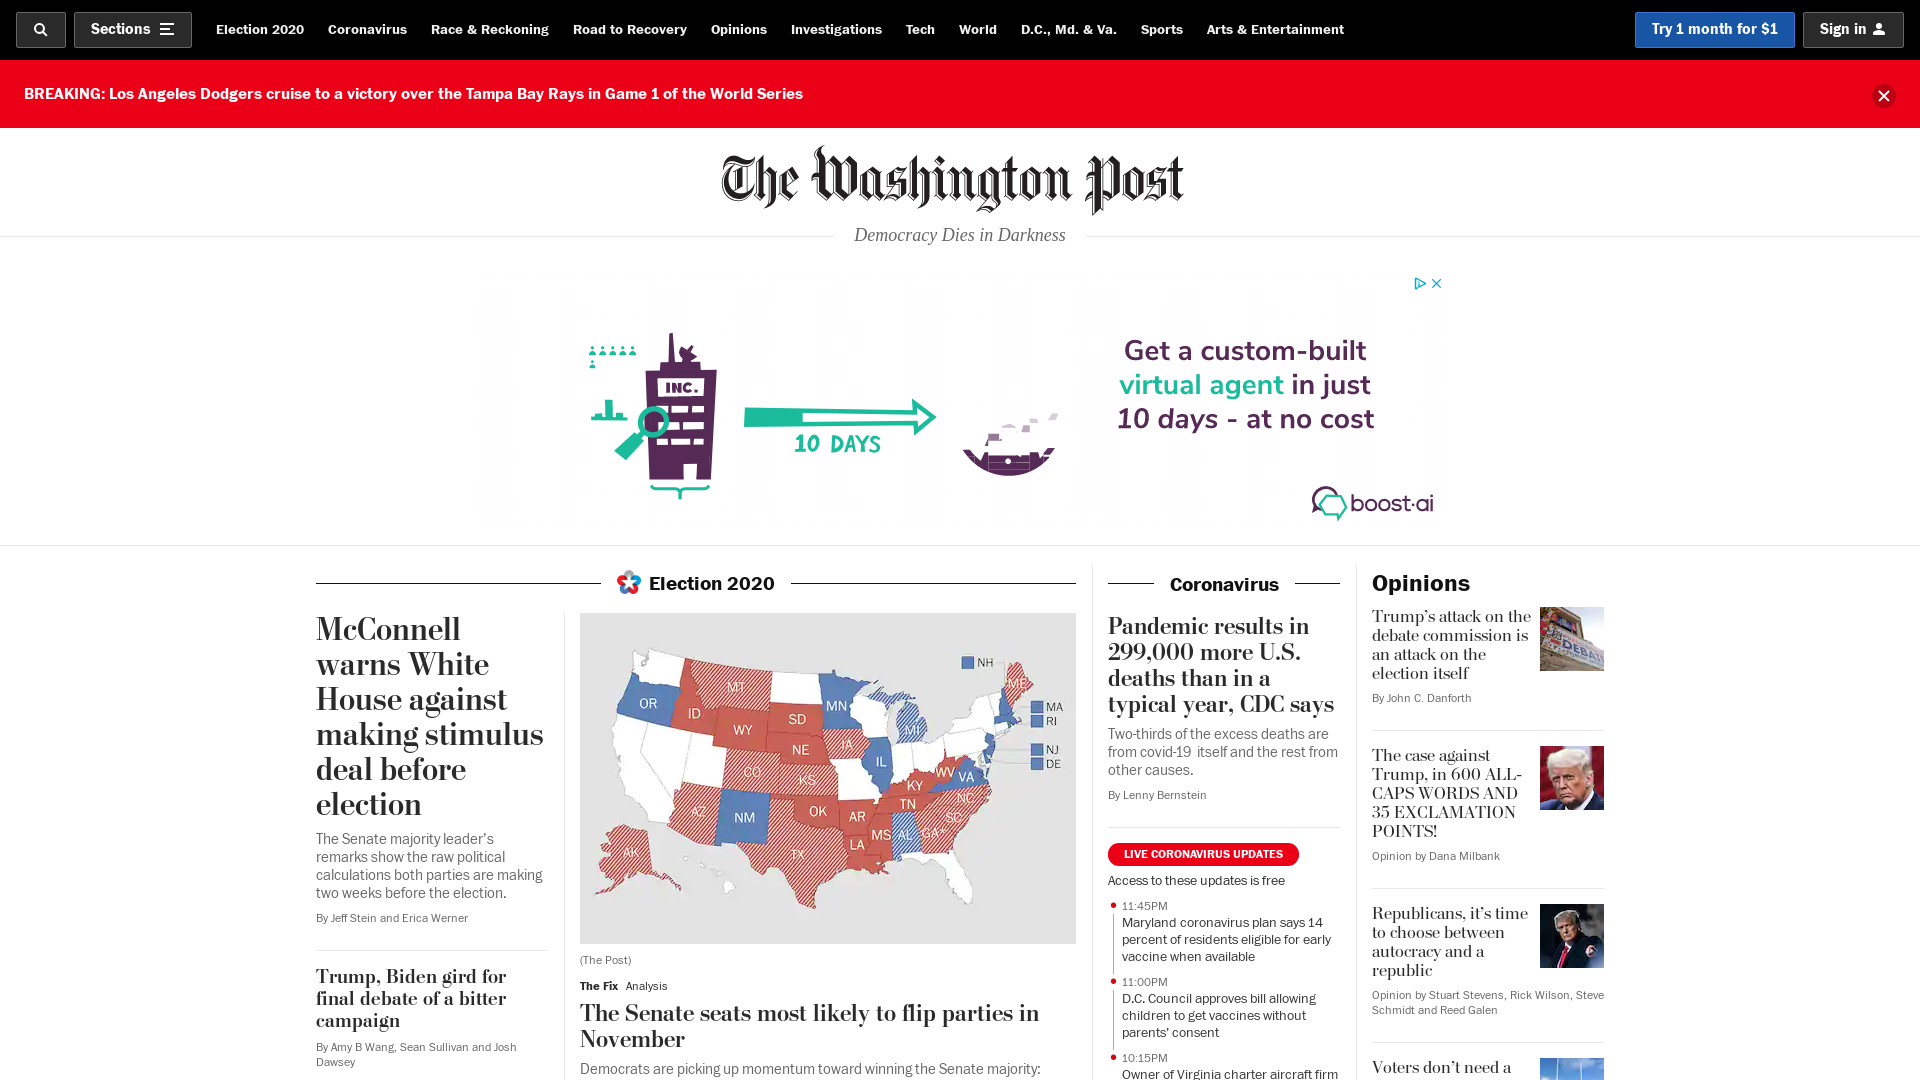 Sections
Election 2020
Coronavirus
Race & Reckoning
Road to Recovery
Opinions
Investigations
Tech
World
D.C., Md. & Va.
Sports
Arts & Entertainment
Try 1 month for $1
Sign in
BREAKING: Los Angeles Dodgers cruise to a victory over the Tampa Bay Rays in Game 1 of the World Series
The Washington Post
Democracy Dies in Darkness
INC.
10 DAYS
Get a custom-built
virtual agent in just
10 days - at no cost
boost.ai
Election 2020
McConnell
warns White
House against
making stimulus
deal before
election
The Senate majority leader’s
remarks show the raw political
calculations both parties are making
two weeks before the election.
By Jeff Stein and Erica Werner
Trump, Biden gird for
final debate of a bitter
campaign
By Amy B Wang, Sean Sullivan and Josh
Dawsey
NH
MT
ME
OR
MN
MA
ID
SD
RI
WY
MI
IA
NE
NJ
IL
DE
CO
WV
VA
KS
KY
NC
TN
AZ
OK
AR
NM
SC
MS
AL
GA*
LA
TX
AK
(The Post)
The Fix Analysis
The Senate seats most likely to flip parties in
November
Democrats are picking up momentum toward winning the Senate majority:
Coronavirus
Pandemic results in
299,000 more U.S.
deaths than in a
typical year, CDC says
Two-thirds of the excess deaths are
from covid-19 itself and the rest from
other causes.
By Lenny Bernstein
LIVE CORONAVIRUS UPDATES
Access to these updates is free
11:45PM
Maryland coronavirus plan says 14
percent of residents eligible for early
vaccine when available
11:00PM
D.C. Council approves bill allowing
children to get vaccines without
parents’ consent
10:15PM
Owner of Virginia charter aircraft firm
Opinions
Trump’s attack on the
debate commission is
an attack on the
election itself
By John C. Danforth
DEBATE
The case against
Trump, in 600 ALL-
CAPS WORDS AND
35 EXCLAMATION
POINTS!
Opinion by Dana Milbank
Republicans, it’s time
to choose between
autocracy and a
republic
Opinion by Stuart Stevens, Rick Wilson, Steve
Schmidt and Reed Galen
Voters don’t need a